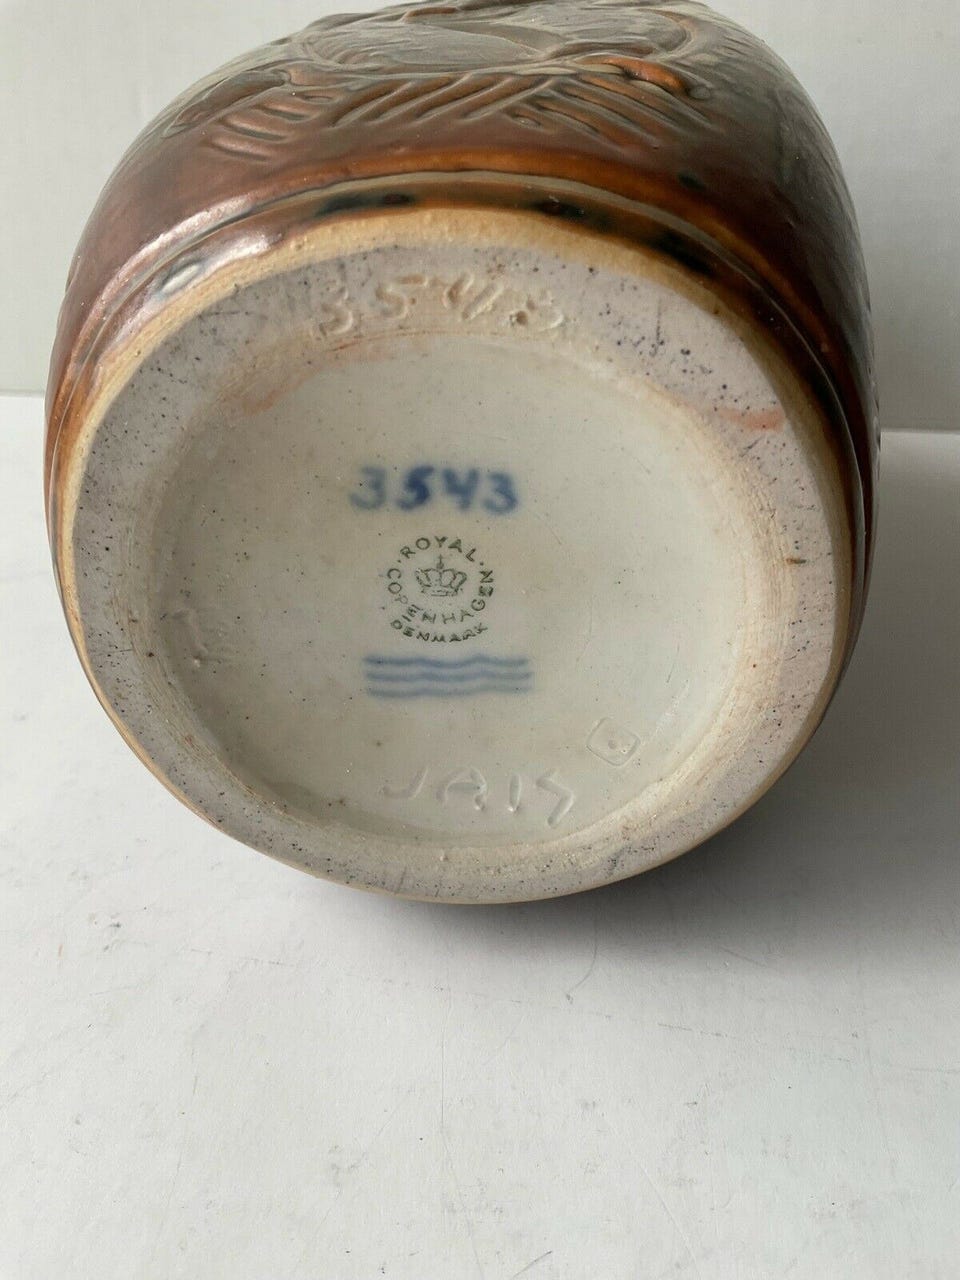 3543
3543
· ROYAL ·
COPENHAGEN
DENMARK
JAIS